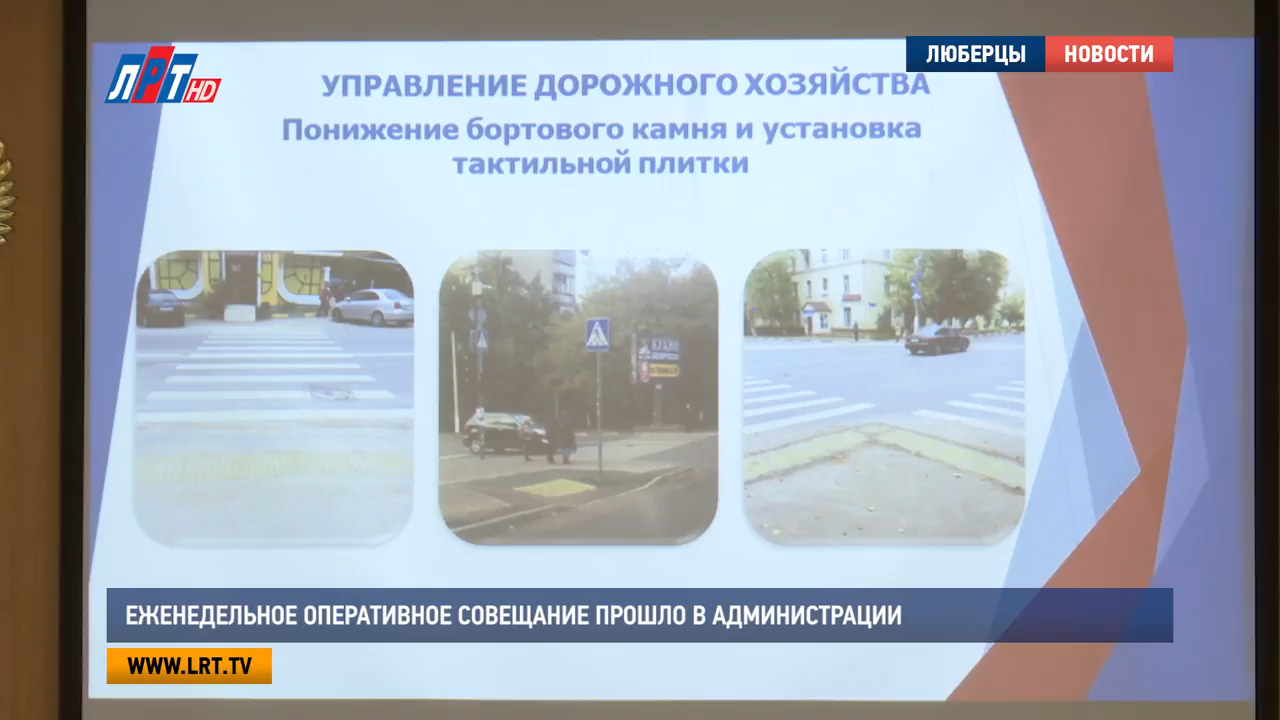 ЛРТ HD
ЛЮБЕРЦЫ НОВОСТИ
УПРАВЛЕНИЕ ДОРОЖНОГО ХОЗЯЙСТВА
Понижение бортового камня и установка
тактильной плитки
ЕЖЕНЕДЕЛЬНОЕ ОПЕРАТИВНОЕ СОВЕЩАНИЕ ПРОШЛО В АДМИНИСТРАЦИИ
WWW.LRT.TV